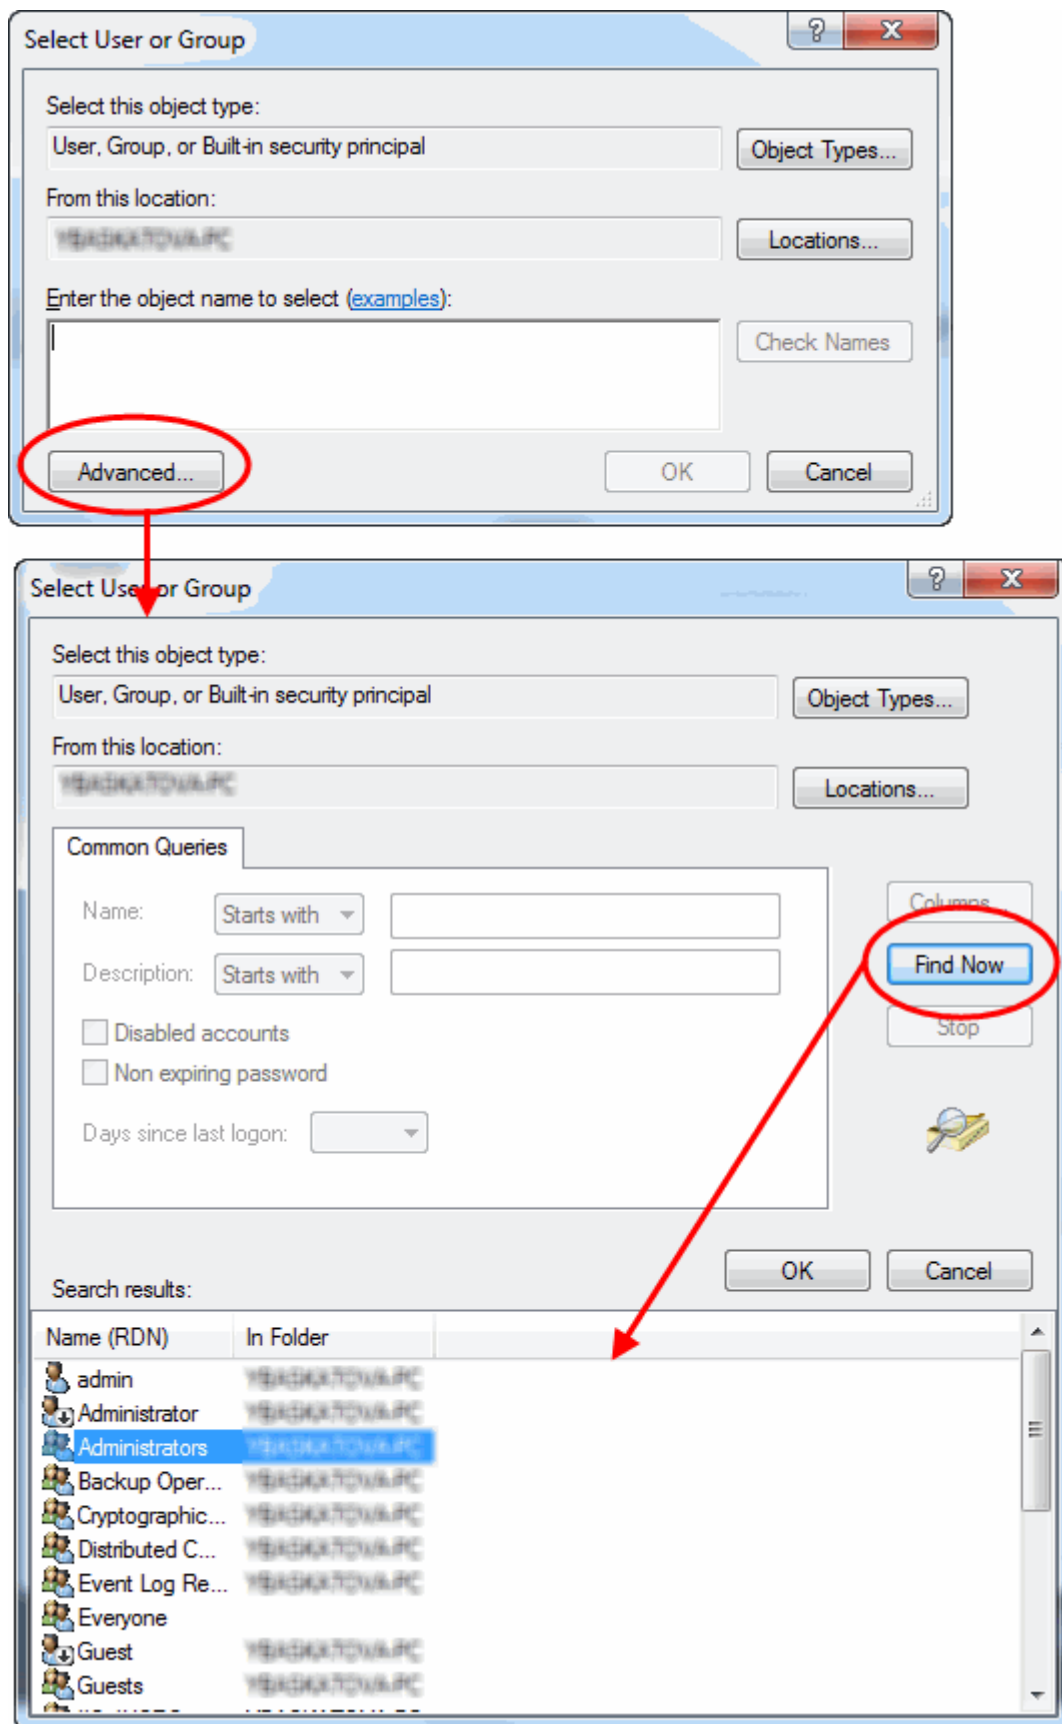 Select User or Group
Select this object type:
User, Group, or Built-in security principal
Object Types...
From this location:
Locations...
Enter the object name to select (examples):
Check Names
Advanced...
OK
Cancel
Select User or Group
Select this object type:
User, Group, or Built-in security principal
Object Types...
From this location:
Locations...
Common Queries
Name:
Starts with
Columns...
Description:
Starts with
Find Now
Disabled accounts
Stop
Non expiring password
Days since last logon:
OK
Cancel
Search results:
Name (RDN) In Folder
admin
Administrator
Administrators
Backup Oper...
Cryptographic...
Distributed C...
Event Log Re...
Everyone
Guest
Guests